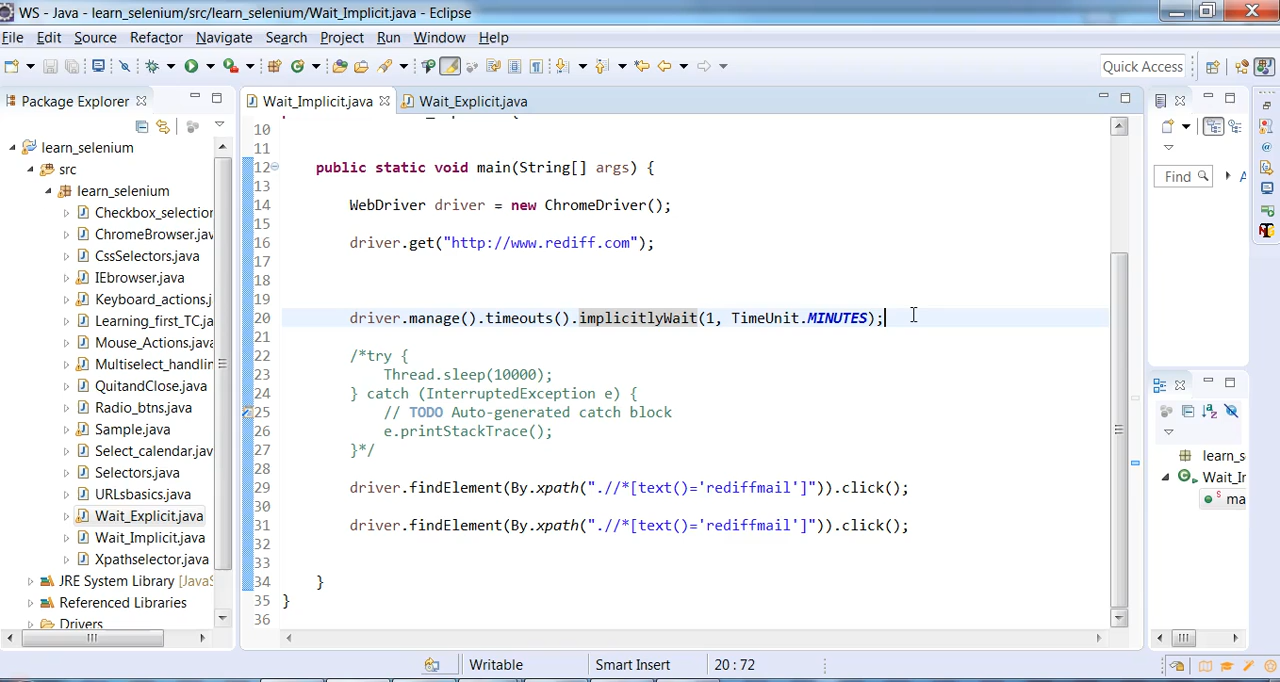 WS - Java - learn_selenium/src/learn_selenium/Wait_Implicit.java - Eclipse
File Edit Source Refactor Navigate Search Project Run Window Help
Quick Access
Package Explorer
Wait_Implicit.java
Wait_Explicit.java
learn_selenium
src
learn_selenium
Checkbox_selection
ChromeBrowser.jav
CssSelectors.java
IEbrowser.java
Keyboard_actions.j
Learning_first_TC.ja
Mouse_Actions.java
Multiselect_handlin
QuitandClose.java
Radio_btns.java
Sample.java
Select_calendar.jav
Selectors.java
URLsbasics.java
Wait_Explicit.java
Wait_Implicit.java
Xpathselector.java
JRE System Library [JavaS
Referenced Libraries
Drivers
10
11
12 public static void main(String[] args) {
13
14 WebDriver driver = new ChromeDriver();
15
16 driver.get("http://www.rediff.com");
17
18
19
20 driver.manage().timeouts().implicitlyWait(1, TimeUnit.MINUTES);
21
22 /*try {
23 Thread.sleep(10000);
24 } catch (InterruptedException e) {
25 // TODO Auto-generated catch block
26 e.printStackTrace();
27 }*/
28
29 driver.findElement(By.xpath(".//*[text()='rediffmail']")).click();
30
31 driver.findElement(By.xpath(".//*[text()='rediffmail']")).click();
32
33
34 }
35 }
36
Find
A
learn_s
Wait_Ir
ma
Writable
Smart Insert
20 : 72